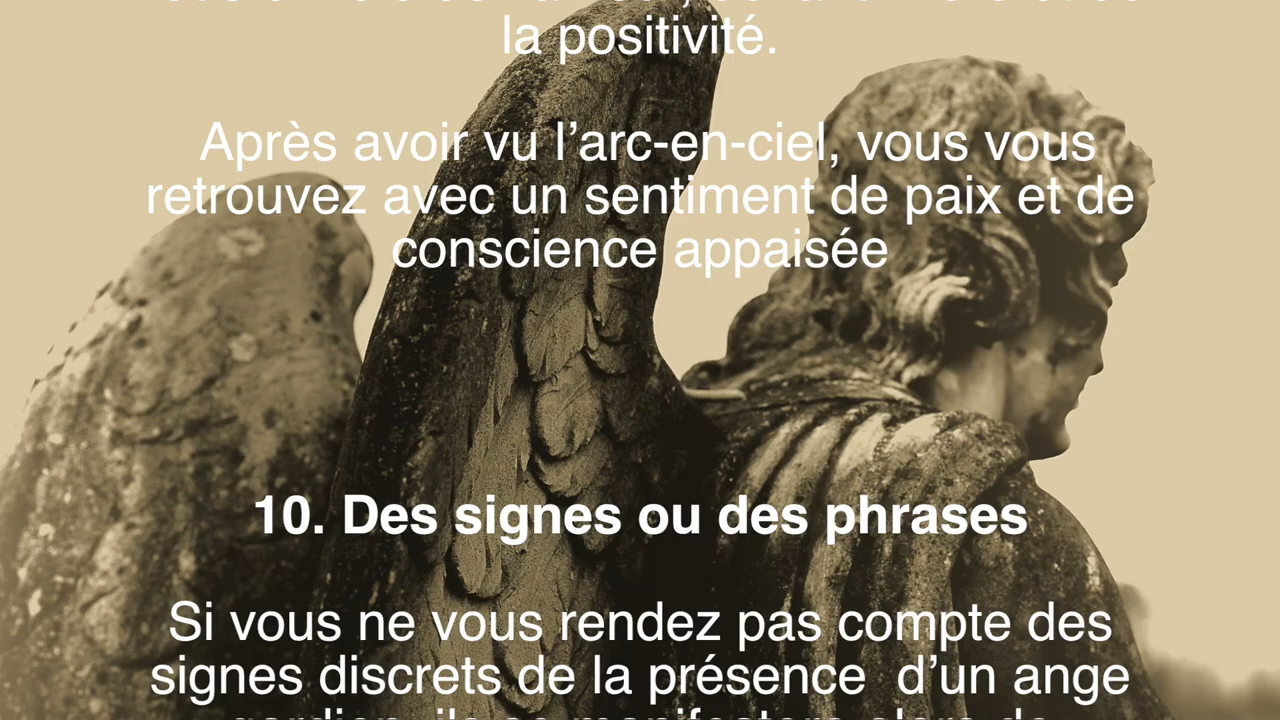 la positivité.
Après avoir vu l’arc-en-ciel, vous vous
retrouvez avec un sentiment de paix et de
conscience appaisée
10. Des signes ou des phrases
Si vous ne vous rendez pas compte des
signes discrets de la présence  d’un ange